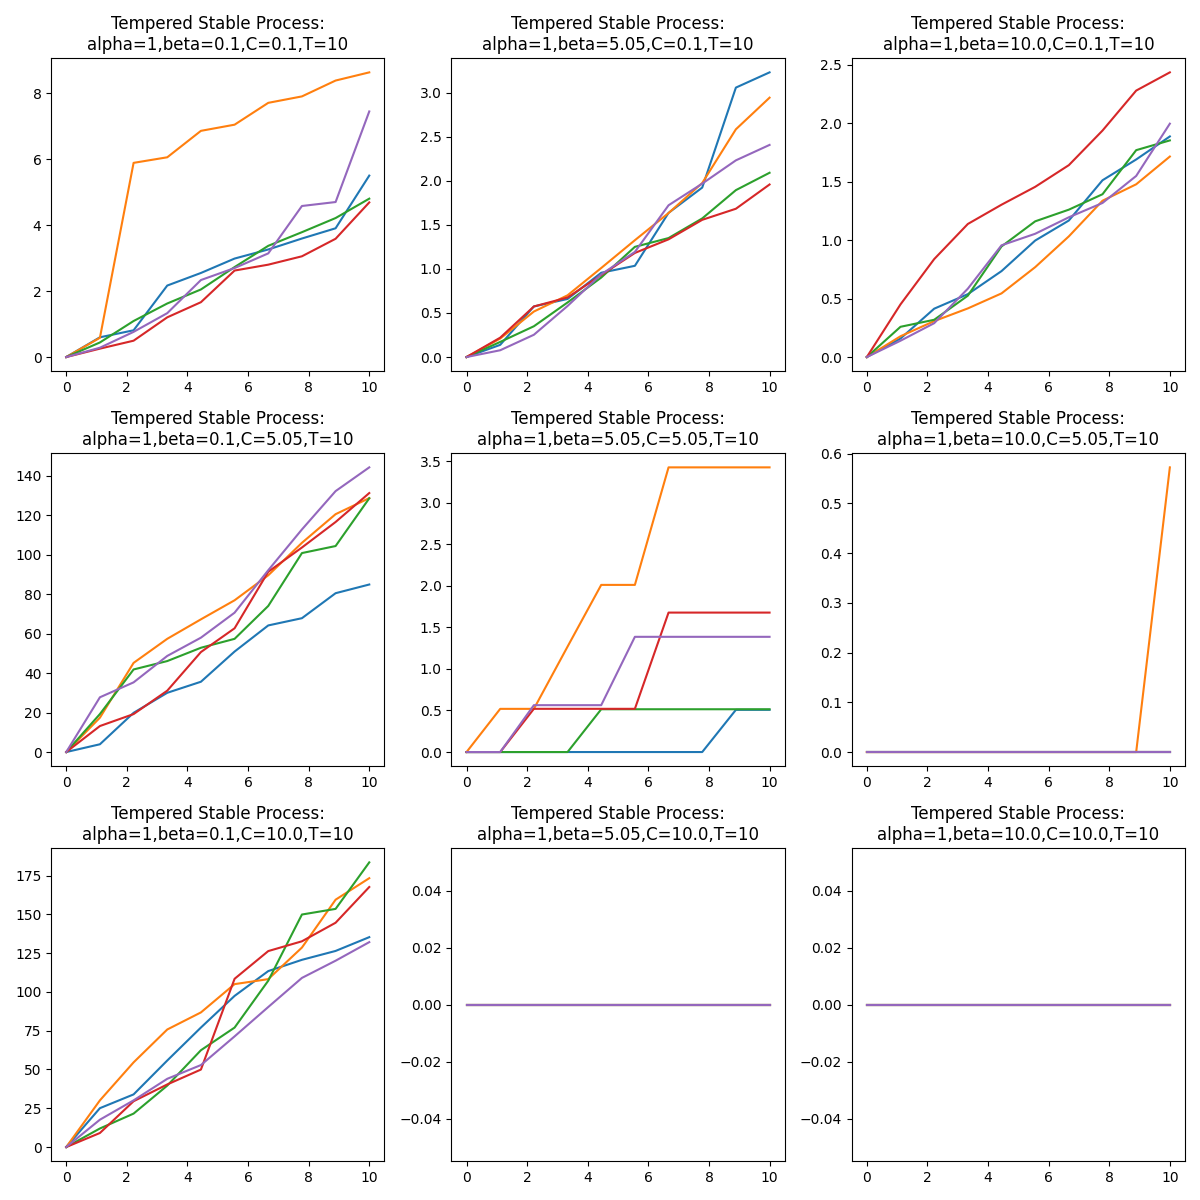 Tempered Stable Process:
alpha=1,beta=0.1,C=0.1,T=10
8
6
4
2
0
0 2 4 6 8 10
Tempered Stable Process:
alpha=1,beta=5.05,C=0.1,T=10
3.0
2.5
2.0
1.5
1.0
0.5
0.0
0 2 4 6 8 10
Tempered Stable Process:
alpha=1,beta=10.0,C=0.1,T=10
2.5
2.0
1.5
1.0
0.5
0.0
0 2 4 6 8 10
Tempered Stable Process:
alpha=1,beta=0.1,C=5.05,T=10
140
120
100
80
60
40
20
0
0 2 4 6 8 10
Tempered Stable Process:
alpha=1,beta=5.05,C=5.05,T=10
3.5
3.0
2.5
2.0
1.5
1.0
0.5
0.0
0 2 4 6 8 10
Tempered Stable Process:
alpha=1,beta=10.0,C=5.05,T=10
0.6
0.5
0.4
0.3
0.2
0.1
0.0
0 2 4 6 8 10
Tempered Stable Process:
alpha=1,beta=0.1,C=10.0,T=10
175
150
125
100
75
50
25
0
0 2 4 6 8 10
Tempered Stable Process:
alpha=1,beta=5.05,C=10.0,T=10
0.04
0.02
0.00
−0.02
−0.04
0 2 4 6 8 10
Tempered Stable Process:
alpha=1,beta=10.0,C=10.0,T=10
0.04
0.02
0.00
−0.02
−0.04
0 2 4 6 8 10